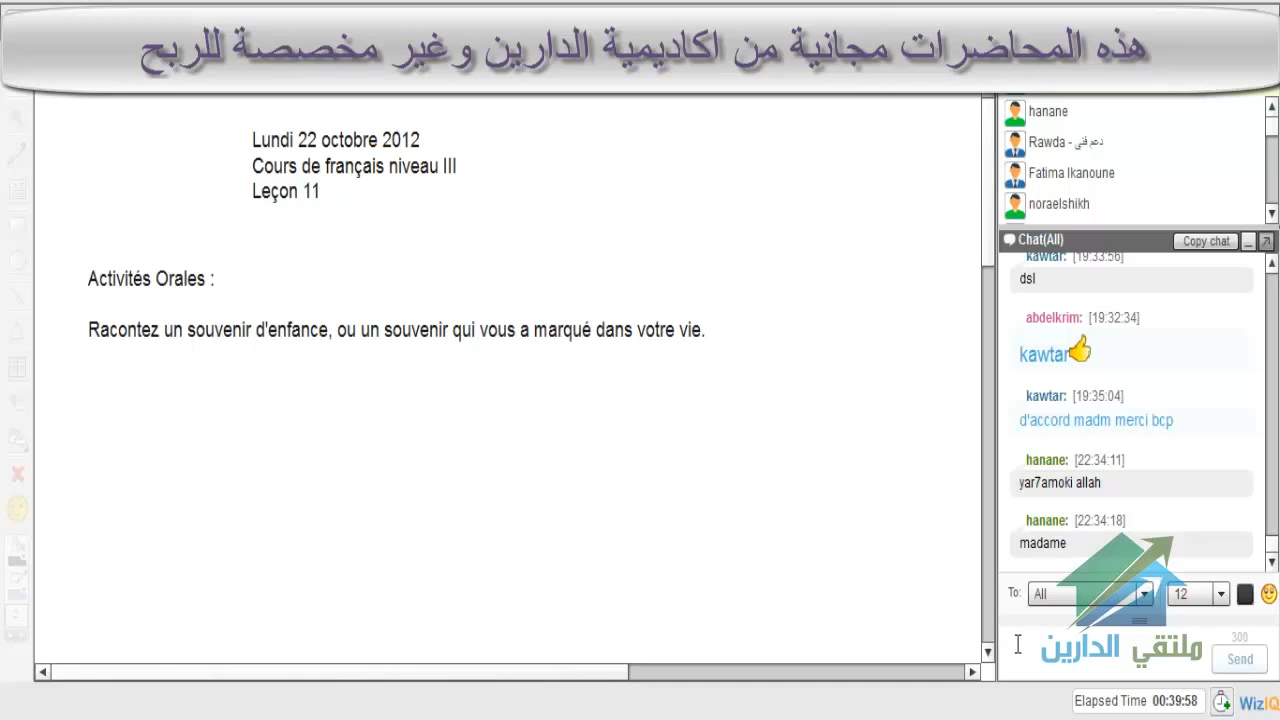 هذه المحاضرات مجانية من اكاديمية الدارين وغير مخصصة للربح
Lundi 22 octobre 2012
Cours de français niveau III
Leçon 11
Activités Orales :
Racontez un souvenir d'enfance, ou un souvenir qui vous a marqué dans votre vie.
hanane
Rawda - دعم فنى
Fatima Ikanoune
noraelshikh
Chat(All)
Copy chat
kawtar: [19:33:56]
dsl
abdelkrim: [19:32:34]
kawtar
kawtar: [19:35:04]
d'accord madm merci bcp
hanane: [22:34:11]
yar7amoki allah
hanane: [22:34:18]
madame
To: All 12
ملتقي الدارين
300
Send
Elapsed Time 00:39:58
WizIQ